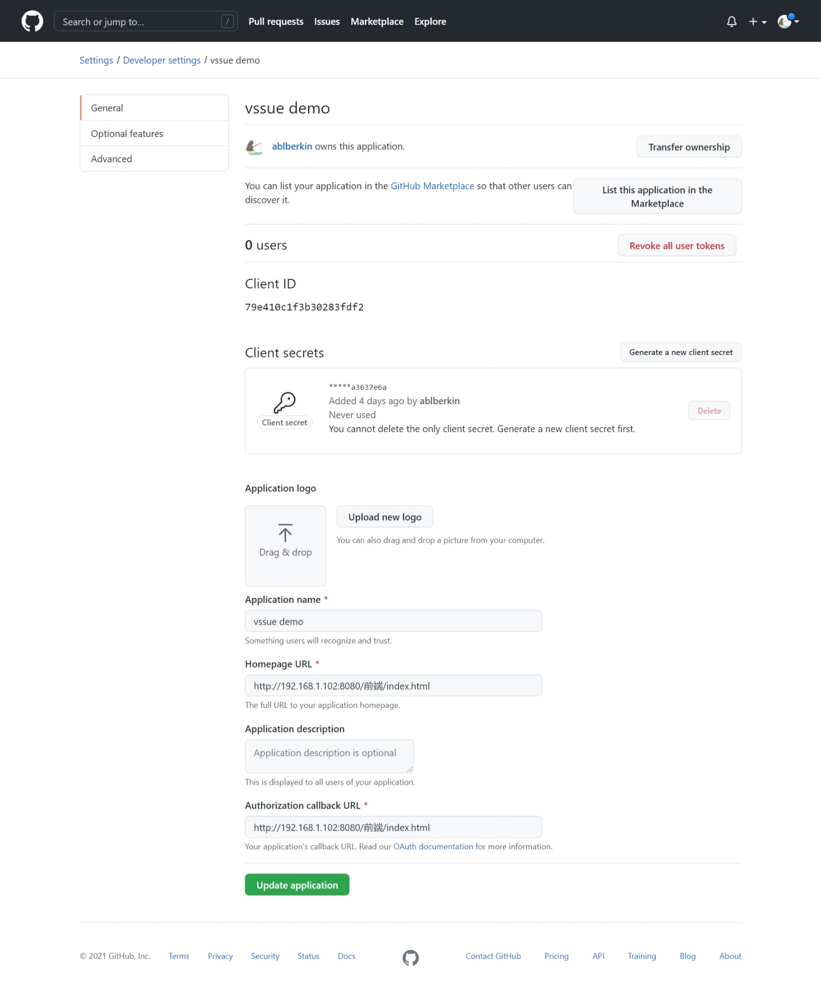 Search or jump to...
/
Pull requests
Issues
Marketplace
Explore
Settings / Developer settings / vssue demo
General
Optional features
Advanced
vssue demo
ablberkin owns this application.
Transfer ownership
You can list your application in the GitHub Marketplace so that other users can
discover it.
List this application in the
Marketplace
0 users
Revoke all user tokens
Client ID
79e410c1f3b30283fdf2
Client secrets
Generate a new client secret
Client secret
*****a3637e6a
Added 4 days ago by ablberkin
Never used
You cannot delete the only client secret. Generate a new client secret first.
Delete
Application logo
Drag & drop
Upload new logo
You can also drag and drop a picture from your computer.
Application name *
vssue demo
Something users will recognize and trust.
Homepage URL *
http://192.168.1.102:8080/前端/index.html
The full URL to your application homepage.
Application description
Application description is optional
This is displayed to all users of your application.
Authorization callback URL *
http://192.168.1.102:8080/前端/index.html
Your application’s callback URL. Read our OAuth documentation for more information.
Update application
© 2021 GitHub, Inc.
Terms
Privacy
Security
Status
Docs
Contact GitHub
Pricing
API
Training
Blog
About